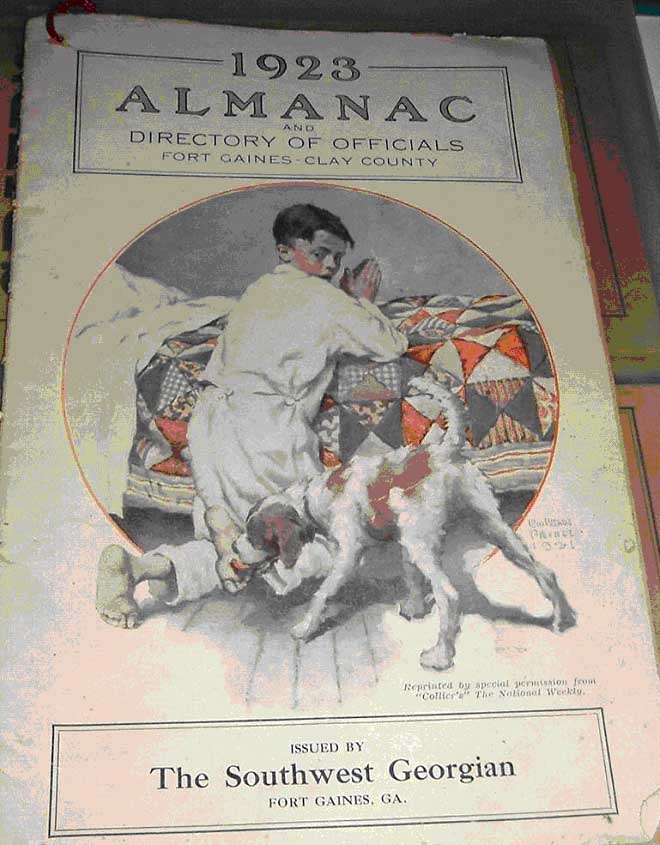 1923
ALMANAC
AND
DIRECTORY OF OFFICIALS
FORT GAINES-CLAY COUNTY
1921
Reprinted by special permission from
"Collier's" The National Weekly.
ISSUED BY
The Southwest Georgian
FORT GAINES, GA.